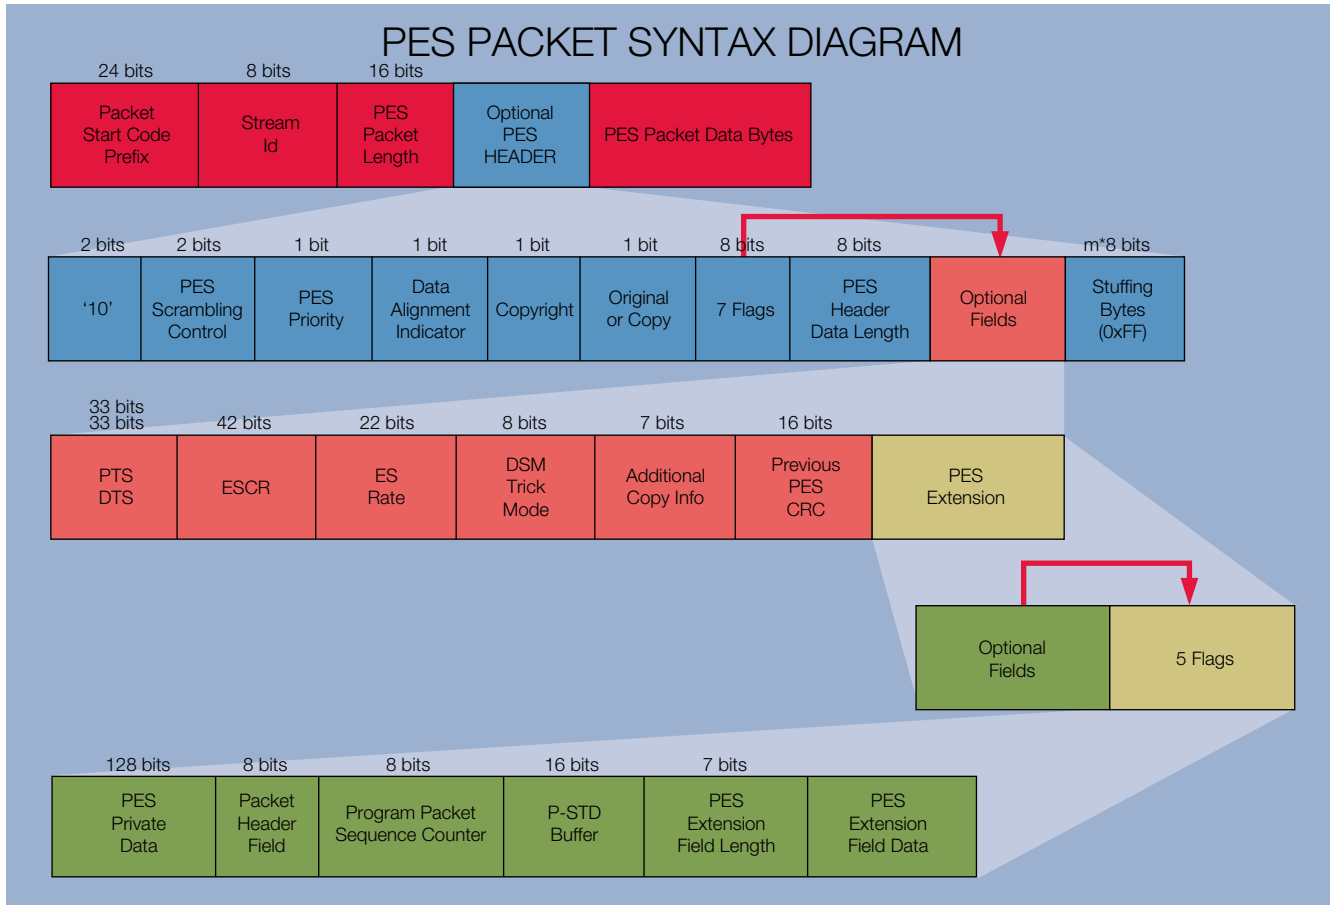 PES PACKET SYNTAX DIAGRAM
24 bits
8 bits
16 bits
Packet
Start Code
Prefix
Stream
Id
PES
Packet
Length
Optional
PES
HEADER
PES Packet Data Bytes
2 bits
2 bits
1 bit
1 bit
1 bit
1 bit
8 bits
8 bits
m*8 bits
‘10’
PES
Scrambling
Control
PES
Priority
Data
Alignment
Indicator
Copyright
Original
or Copy
7 Flags
PES
Header
Data Length
Optional
Fields
Stuffing
Bytes
(0xFF)
33 bits
33 bits
42 bits
22 bits
8 bits
7 bits
16 bits
PTS
DTS
ESCR
ES
Rate
DSM
Trick
Mode
Additional
Copy Info
Previous
PES
CRC
PES
Extension
Optional
Fields
5 Flags
128 bits
8 bits
8 bits
16 bits
7 bits
PES
Private
Data
Packet
Header
Field
Program Packet
Sequence Counter
P-STD
Buffer
PES
Extension
Field Length
PES
Extension
Field Data